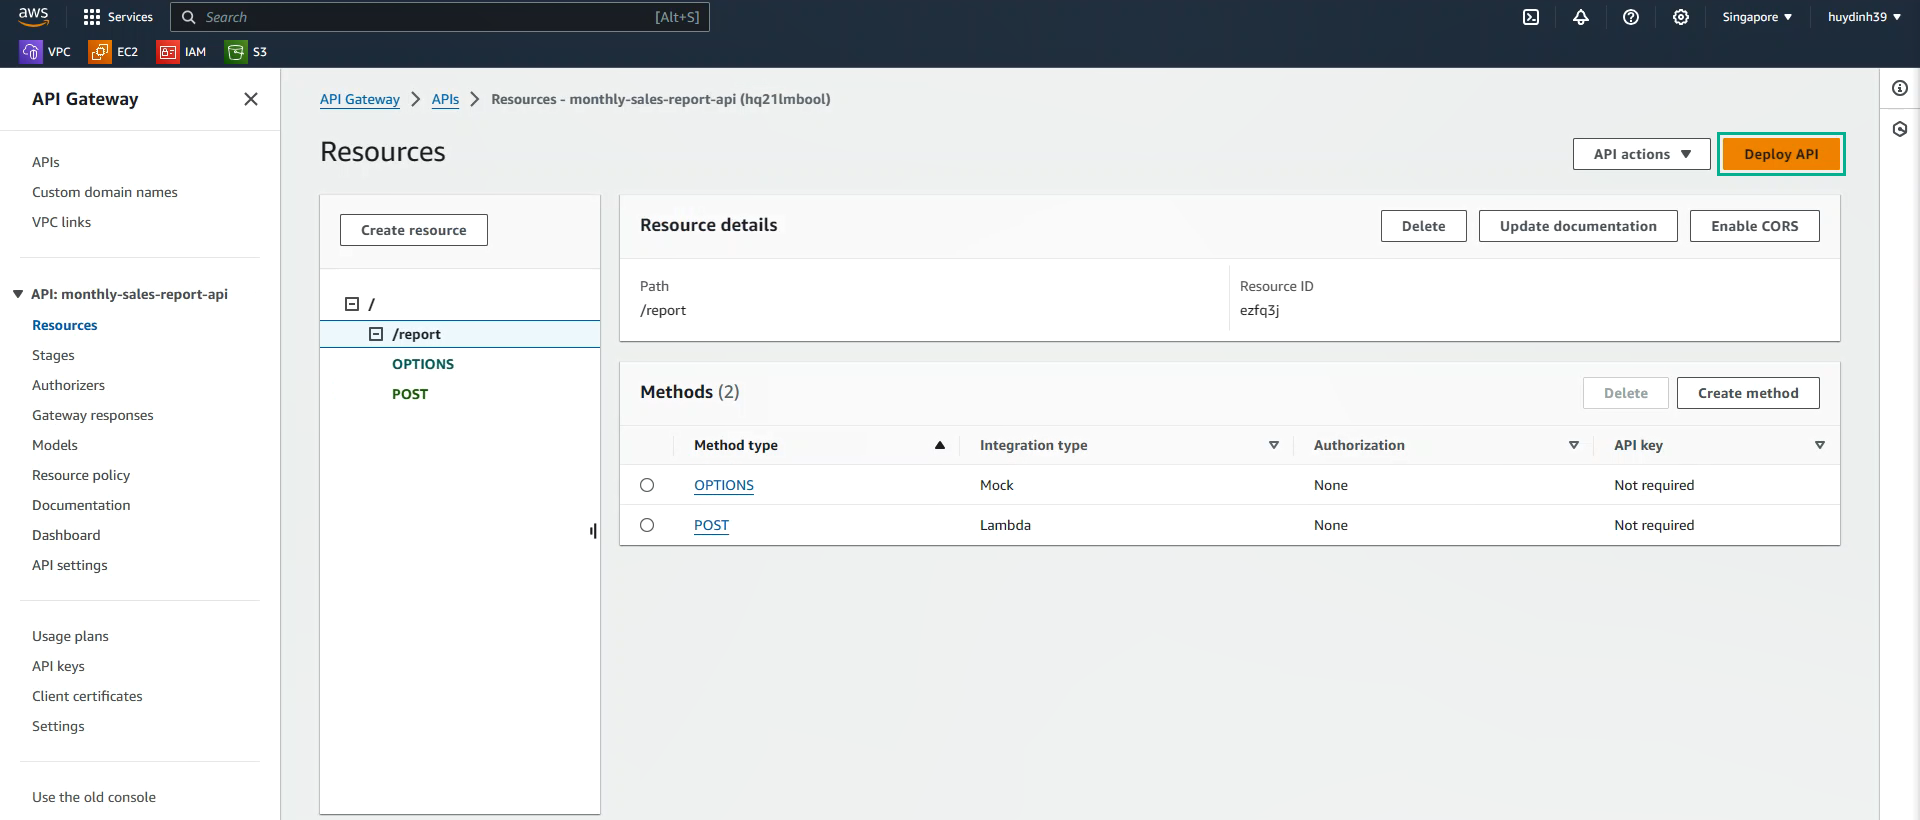 aws
Services
Search
[Alt+S]
Singapore
huydinh39
VPC
EC2
IAM
S3
API Gateway
APIs
Custom domain names
VPC links
API: monthly-sales-report-api
Resources
Stages
Authorizers
Gateway responses
Models
Resource policy
Documentation
Dashboard
API settings
Usage plans
API keys
Client certificates
Settings
Use the old console
API Gateway
APIs
Resources - monthly-sales-report-api (hq21lmbool)
Resources
API actions
Deploy API
Create resource
/
/report
OPTIONS
POST
Resource details
Delete
Update documentation
Enable CORS
Path
/report
Resource ID
ezfq3j
Methods (2)
Delete
Create method
Method type Integration type Authorization API key
OPTIONS Mock None Not required
POST Lambda None Not required